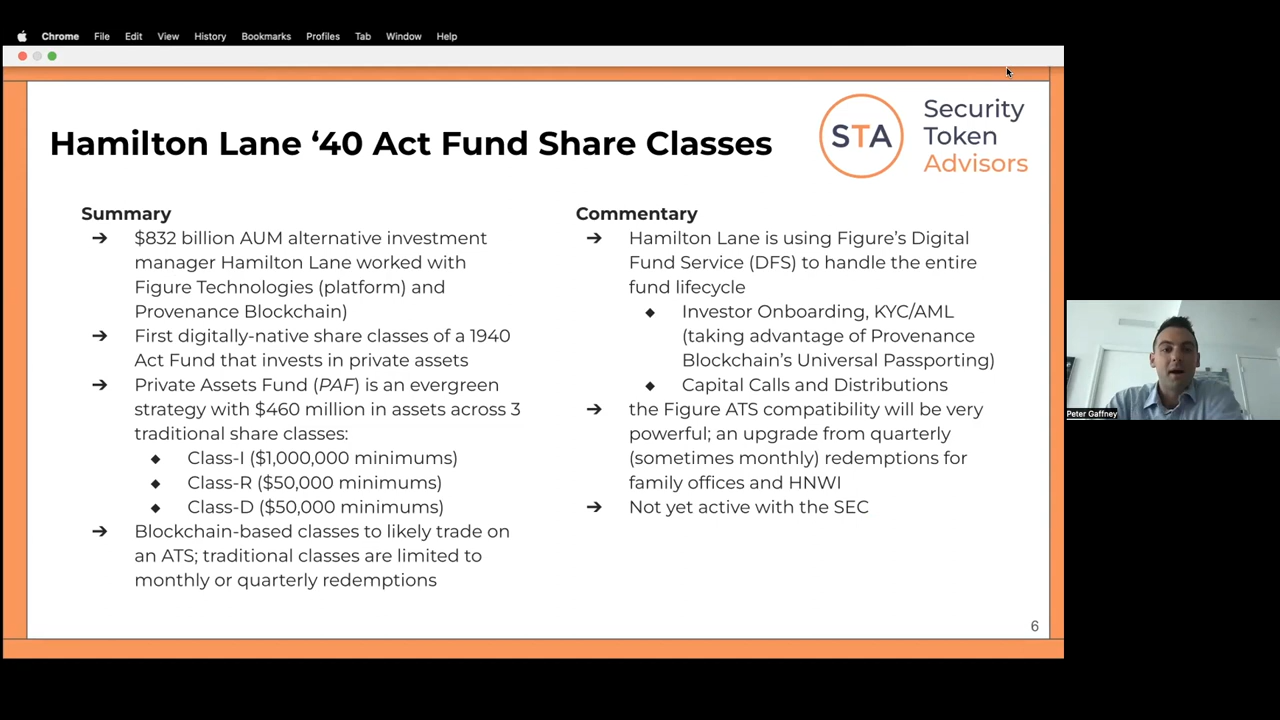 Chrome File Edit View History Bookmarks Profiles Tab Window Help
Hamilton Lane ‘40 Act Fund Share Classes
STA
Security
Token
Advisors
Summary
➔ $832 billion AUM alternative investment
manager Hamilton Lane worked with
Figure Technologies (platform) and
Provenance Blockchain)
➔ First digitally-native share classes of a 1940
Act Fund that invests in private assets
➔ Private Assets Fund (PAF) is an evergreen
strategy with $460 million in assets across 3
traditional share classes:
◆ Class-I ($1,000,000 minimums)
◆ Class-R ($50,000 minimums)
◆ Class-D ($50,000 minimums)
➔ Blockchain-based classes to likely trade on
an ATS; traditional classes are limited to
monthly or quarterly redemptions
Commentary
➔ Hamilton Lane is using Figure’s Digital
Fund Service (DFS) to handle the entire
fund lifecycle
◆ Investor Onboarding, KYC/AML
(taking advantage of Provenance
Blockchain’s Universal Passporting)
◆ Capital Calls and Distributions
➔ the Figure ATS compatibility will be very
powerful; an upgrade from quarterly
(sometimes monthly) redemptions for
family offices and HNWI
➔ Not yet active with the SEC
6
Peter Gaffney